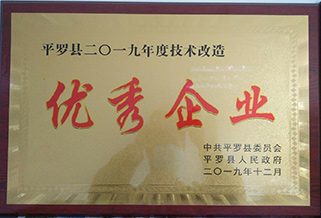 平罗县二〇一九年度技术改造
优秀企业
中共平罗县委员会
平罗县人民政府
二〇一九年十二月